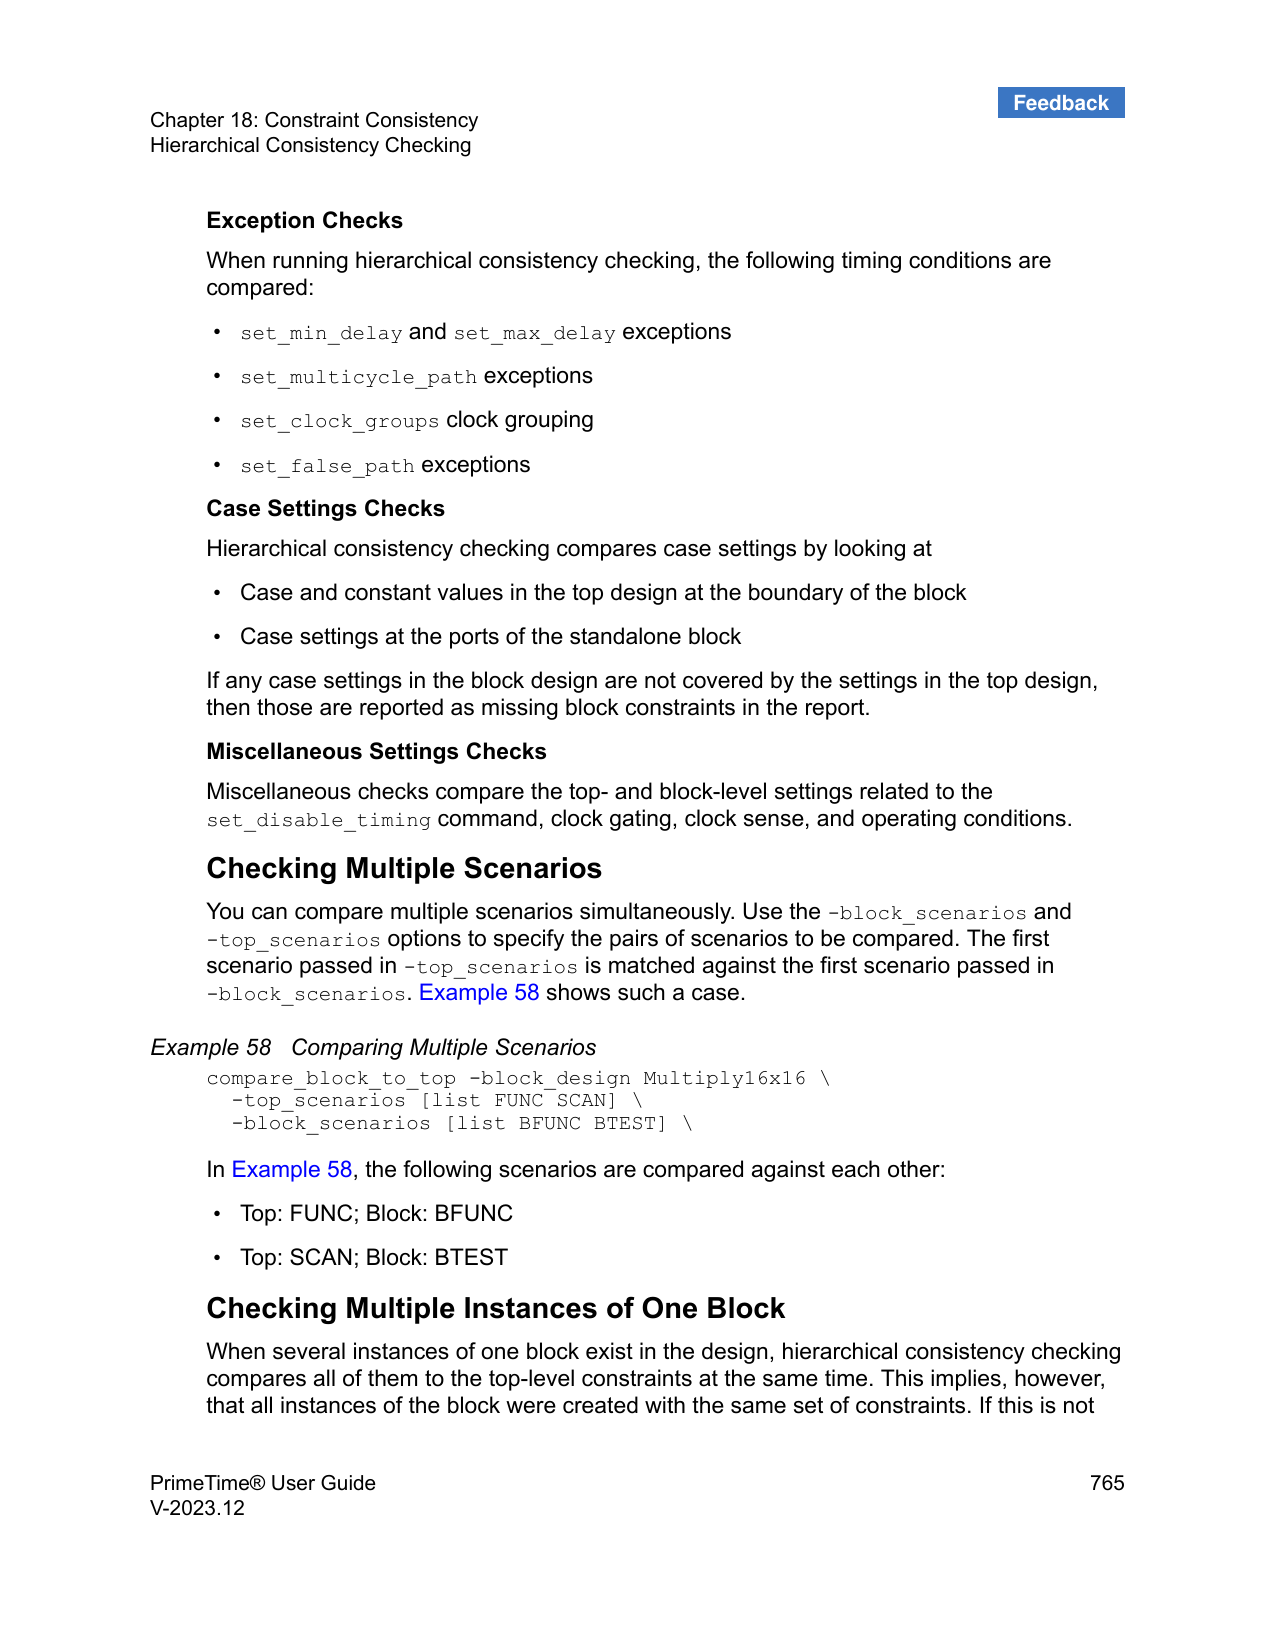 Feedback
Chapter 18: Constraint Consistency
Hierarchical Consistency Checking
Exception Checks
When running hierarchical consistency checking, the following timing conditions are
compared:
• set_min_delay and set_max_delay exceptions
• set_multicycle_path exceptions
• set_clock_groups clock grouping
• set_false_path exceptions
Case Settings Checks
Hierarchical consistency checking compares case settings by looking at
• Case and constant values in the top design at the boundary of the block
• Case settings at the ports of the standalone block
If any case settings in the block design are not covered by the settings in the top design,
then those are reported as missing block constraints in the report.
Miscellaneous Settings Checks
Miscellaneous checks compare the top- and block-level settings related to the
set_disable_timing command, clock gating, clock sense, and operating conditions.
Checking Multiple Scenarios
You can compare multiple scenarios simultaneously. Use the -block_scenarios and
-top_scenarios options to specify the pairs of scenarios to be compared. The first
scenario passed in -top_scenarios is matched against the first scenario passed in
-block_scenarios. Example 58 shows such a case.
Example 58 Comparing Multiple Scenarios
compare_block_to_top -block_design Multiply16x16 \
-top_scenarios [list FUNC SCAN] \
-block_scenarios [list BFUNC BTEST] \
In Example 58, the following scenarios are compared against each other:
• Top: FUNC; Block: BFUNC
• Top: SCAN; Block: BTEST
Checking Multiple Instances of One Block
When several instances of one block exist in the design, hierarchical consistency checking
compares all of them to the top-level constraints at the same time. This implies, however,
that all instances of the block were created with the same set of constraints. If this is not
PrimeTime® User Guide 765
V-2023.12